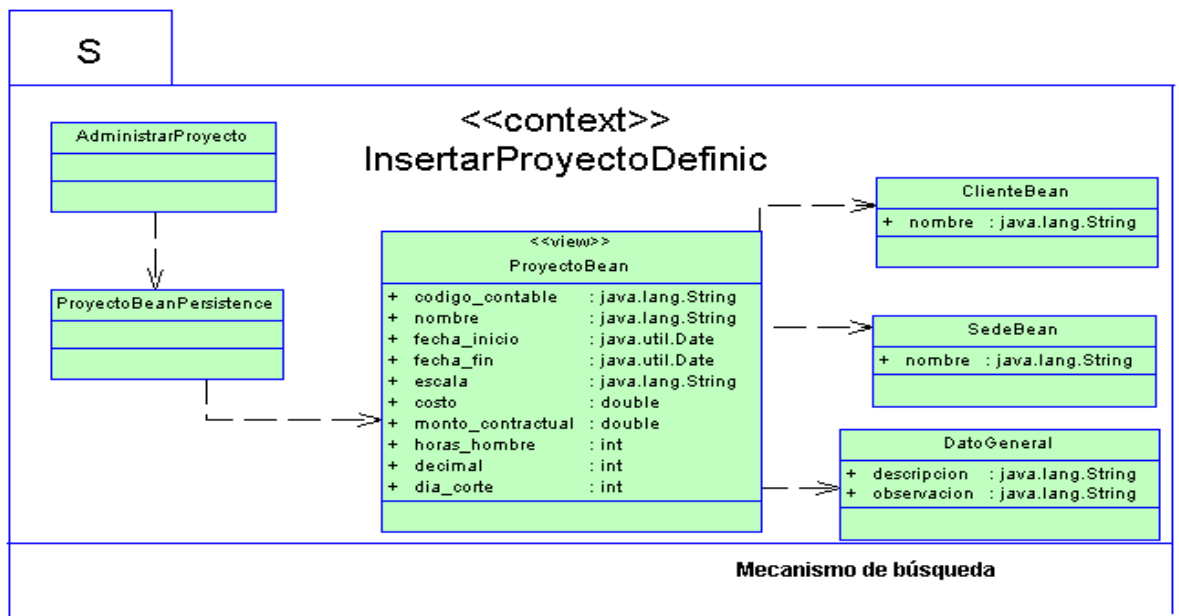 S
<<context>>
InsertarProyectoDefinic
AdministrarProyecto
ProyectoBeanPersistence
<<view>>
ProyectoBean
+ codigo_contable : java.lang.String
+ nombre : java.lang.String
+ fecha_inicio : java.util.Date
+ fecha_fin : java.util.Date
+ escala : java.lang.String
+ costo : double
+ monto_contractual : double
+ horas_hombre : int
+ decimal : int
+ dia_corte : int
ClienteBean
+ nombre : java.lang.String
SedeBean
+ nombre : java.lang.String
DatoGeneral
+ descripcion : java.lang.String
+ observacion : java.lang.String
Mecanismo de búsqueda